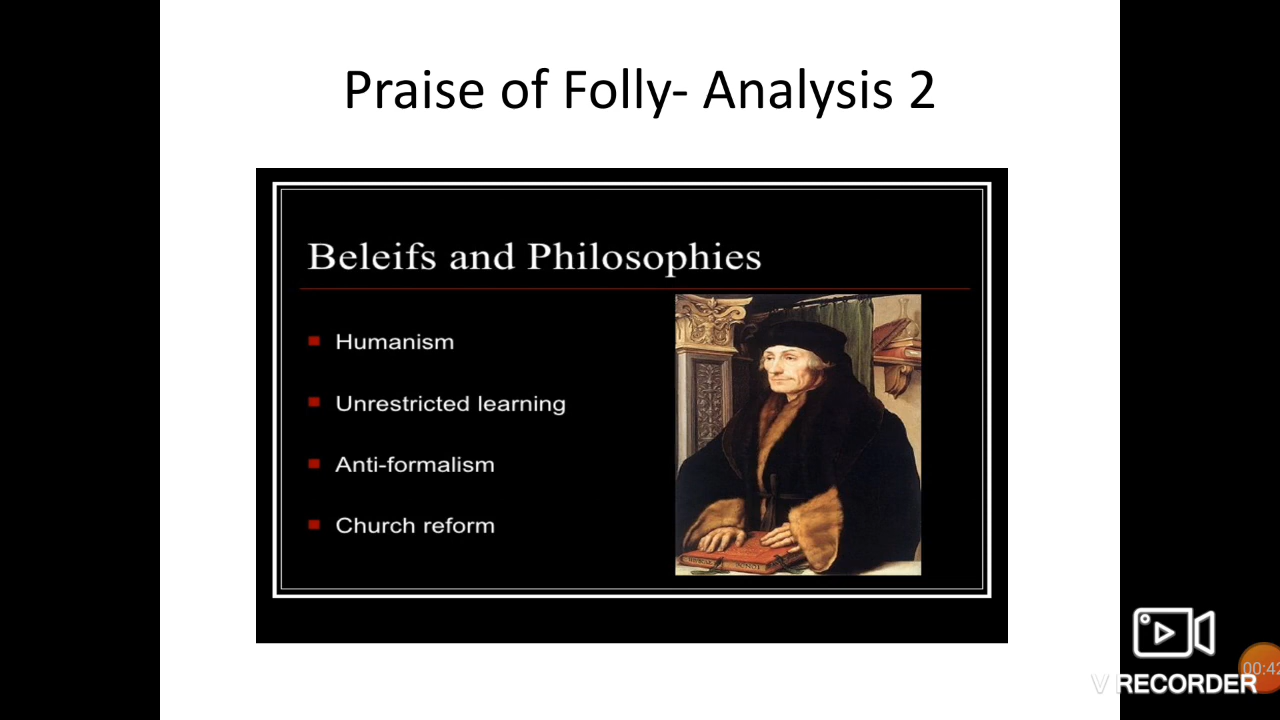 Praise of Folly- Analysis 2
Beleifs and Philosophies
Humanism
Unrestricted learning
Anti-formalism
Church reform
00:42
V RECORDER